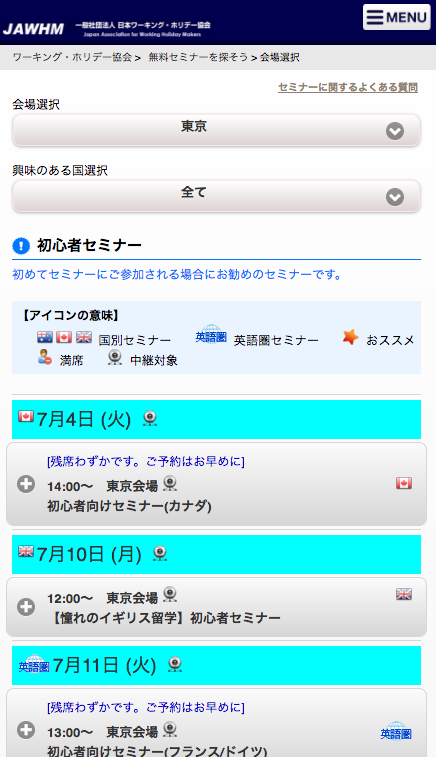 JAWHM 一般社団法人 日本ワーキング・ホリデー協会
Japan Association for Working Holiday Makers
MENU
ワーキング・ホリデー協会 > 無料セミナーを探そう > 会場選択
セミナーに関するよくある質問
会場選択
東京
興味のある国選択
全て
初心者セミナー
初めてセミナーにご参加される場合にお勧めのセミナーです。
【アイコンの意味】
国別セミナー 英語圏 英語圏セミナー おススメ
満席 中継対象
7月4日 (火)
[残席わずかです。ご予約はお早めに]
14:00～ 東京会場
初心者向けセミナー(カナダ)
7月10日 (月)
12:00～ 東京会場
【憧れのイギリス留学】初心者セミナー
英語圏 7月11日 (火)
[残席わずかです。ご予約はお早めに]
13:00～ 東京会場 英語圏
初心者向けセミナー(フランス/ドイツ)